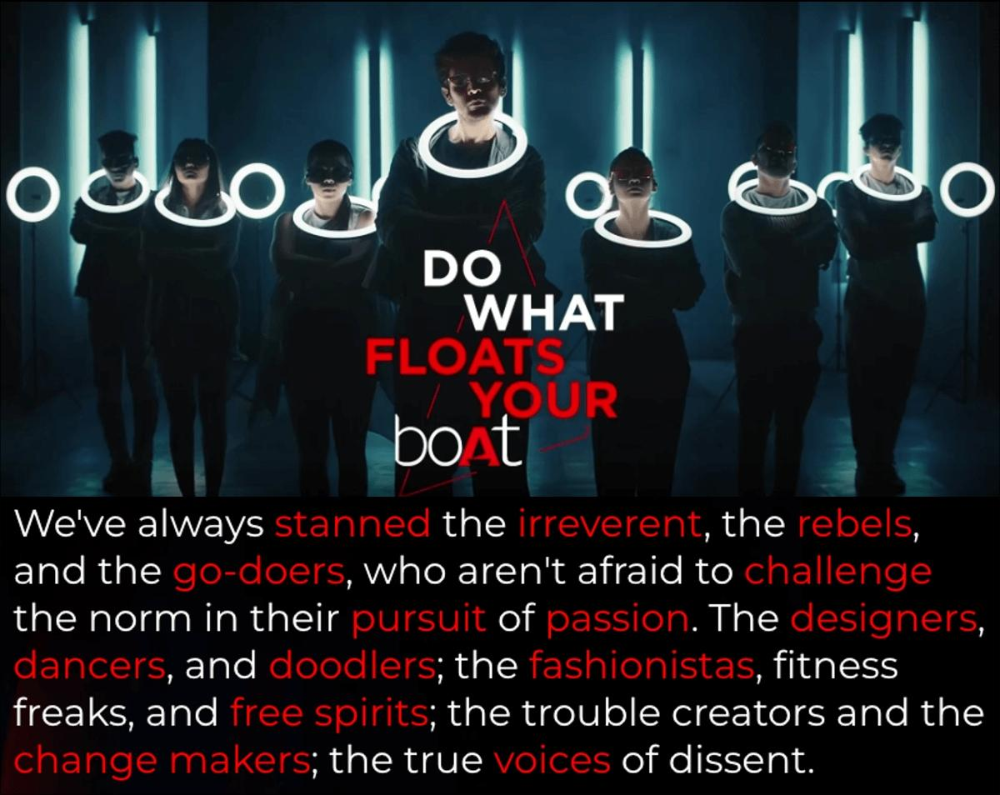 DO
WHAT
FLOATS
YOUR
boAt
We've always stanned the irreverent, the rebels,
and the go-doers, who aren't afraid to challenge
the norm in their pursuit of passion. The designers,
dancers, and doodlers; the fashionistas, fitness
freaks, and free spirits; the trouble creators and the
change makers; the true voices of dissent.